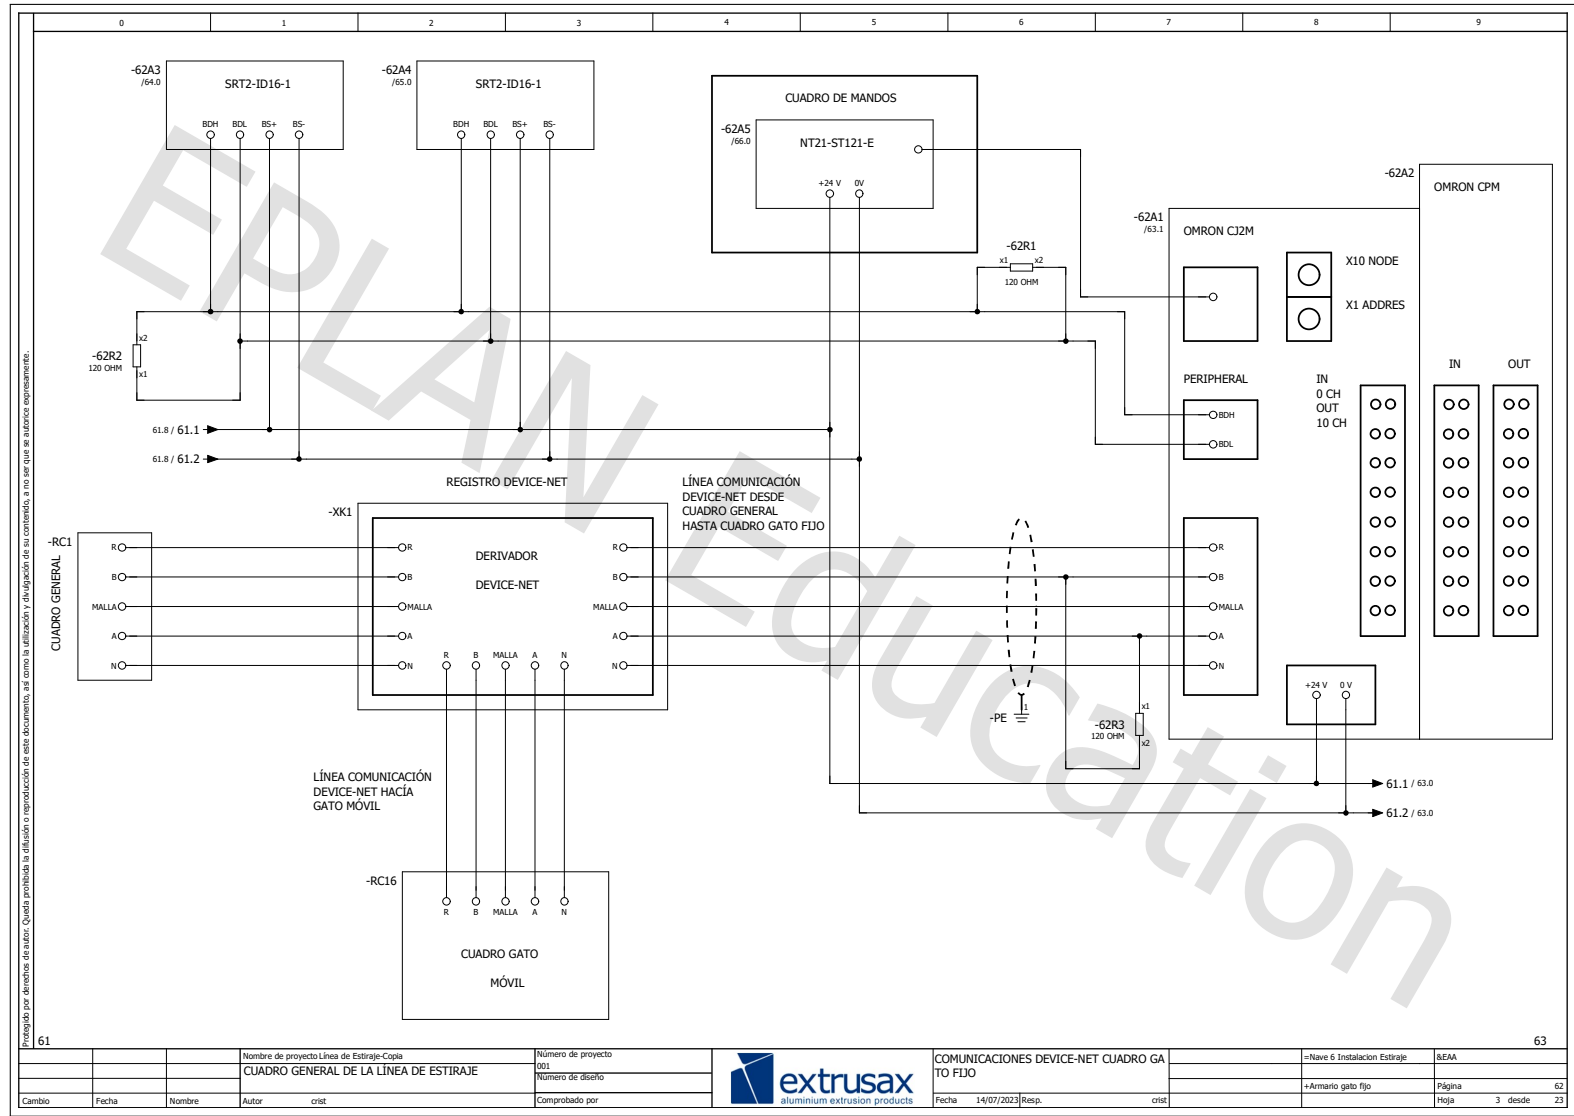 0 1 2 3 4 5 6 7 8 9
-62A3
/64.0
SRT2-ID16-1
BDH BDL BS+ BS-
-62A4
/65.0
SRT2-ID16-1
BDH BDL BS+ BS-
CUADRO DE MANDOS
-62A5
/66.0
NT21-ST121-E
+24 V 0V
-62A2
OMRON CPM
-62A1
/63.1
OMRON CJ2M
X10 NODE
X1 ADDRES
-62R1
x1 x2
120 OHM
x2
-62R2
120 OHM
x1
PERIPHERAL
BDH
BDL
IN
0 CH
OUT
10 CH
IN OUT
61.8 / 61.1
61.8 / 61.2
REGISTRO DEVICE-NET
LÍNEA COMUNICACIÓN
DEVICE-NET DESDE
CUADRO GENERAL
HASTA CUADRO GATO FIJO
-RC1
CUADRO GENERAL
R
B
MALLA
A
N
-XK1
DERIVADOR
DEVICE-NET
R
B
MALLA
A
N
R
B
MALLA
A
N
R B MALLA A N
R
B
MALLA
A
N
-PE
1
-62R3
120 OHM
x1
x2
+24 V 0 V
61.1 / 63.0
61.2 / 63.0
LÍNEA COMUNICACIÓN
DEVICE-NET HACÍA
GATO MÓVIL
-RC16
R B MALLA A N
CUADRO GATO
MÓVIL
EPLAN Education
Protegido por derechos de autor. Queda prohibida la difusión o reproducción de este documento, así como la utilización y divulgación de su contenido, a no ser que se autorice expresamente.
61
63
Nombre de proyecto Línea de Estiraje-Copia
CUADRO GENERAL DE LA LÍNEA DE ESTIRAJE
Cambio Fecha Nombre Autor crist
Número de proyecto
001
Número de diseño
Comprobado por
extrusax
aluminium extrusion products
COMUNICACIONES DEVICE-NET CUADRO GA
TO FIJO
Fecha 14/07/2023 Resp. crist
=Nave 6 Instalacion Estiraje
+Armario gato fijo
&EAA
Página 62
Hoja 3 desde 23